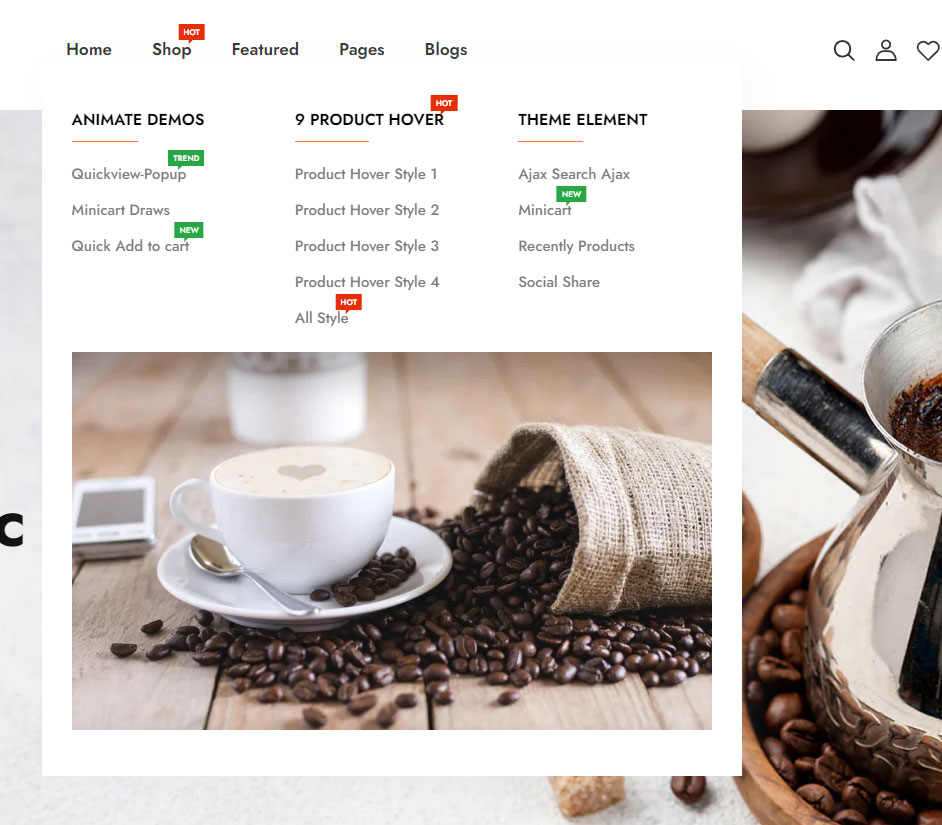 HOT
Home Shop Featured Pages Blogs
HOT
ANIMATE DEMOS
TREND
Quickview-Popup
Minicart Draws
NEW
Quick Add to cart
9 PRODUCT HOVER
Product Hover Style 1
Product Hover Style 2
Product Hover Style 3
Product Hover Style 4
HOT
All Style
THEME ELEMENT
Ajax Search Ajax
NEW
Minicart
Recently Products
Social Share
c